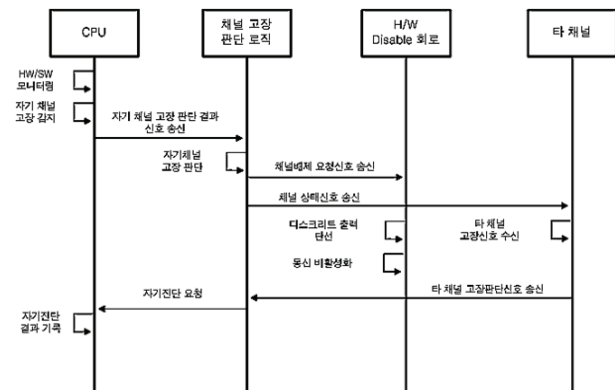 CPU
채널 고장
판단 로직
H/W
Disable 회로
타 채널
HW/SW
모니터링
자기 채널
고장 감지
자기 채널 고장 판단 결과
신호 송신
자기채널
고장 판단
채널배제 요청신호 송신
채널 상태신호 송신
디스크리트 출력
단선
타 채널
고장신호 수신
통신 비활성화
자기진단 요청
타 채널 고장판단신호 송신
자기진단
결과 기록